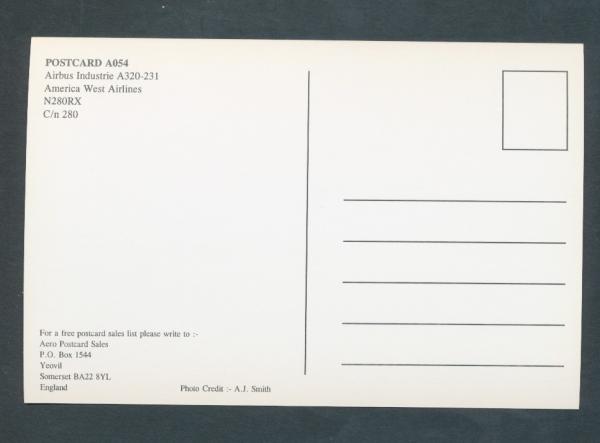 POSTCARD A054
Airbus Industrie A320-231
America West Airlines
N280RX
C/n 280
For a free postcard sales list please write to :-
Aero Postcard Sales
P.O. Box 1544
Yeovil
Somerset BA22 8YL
England
Photo Credit :- A.J. Smith